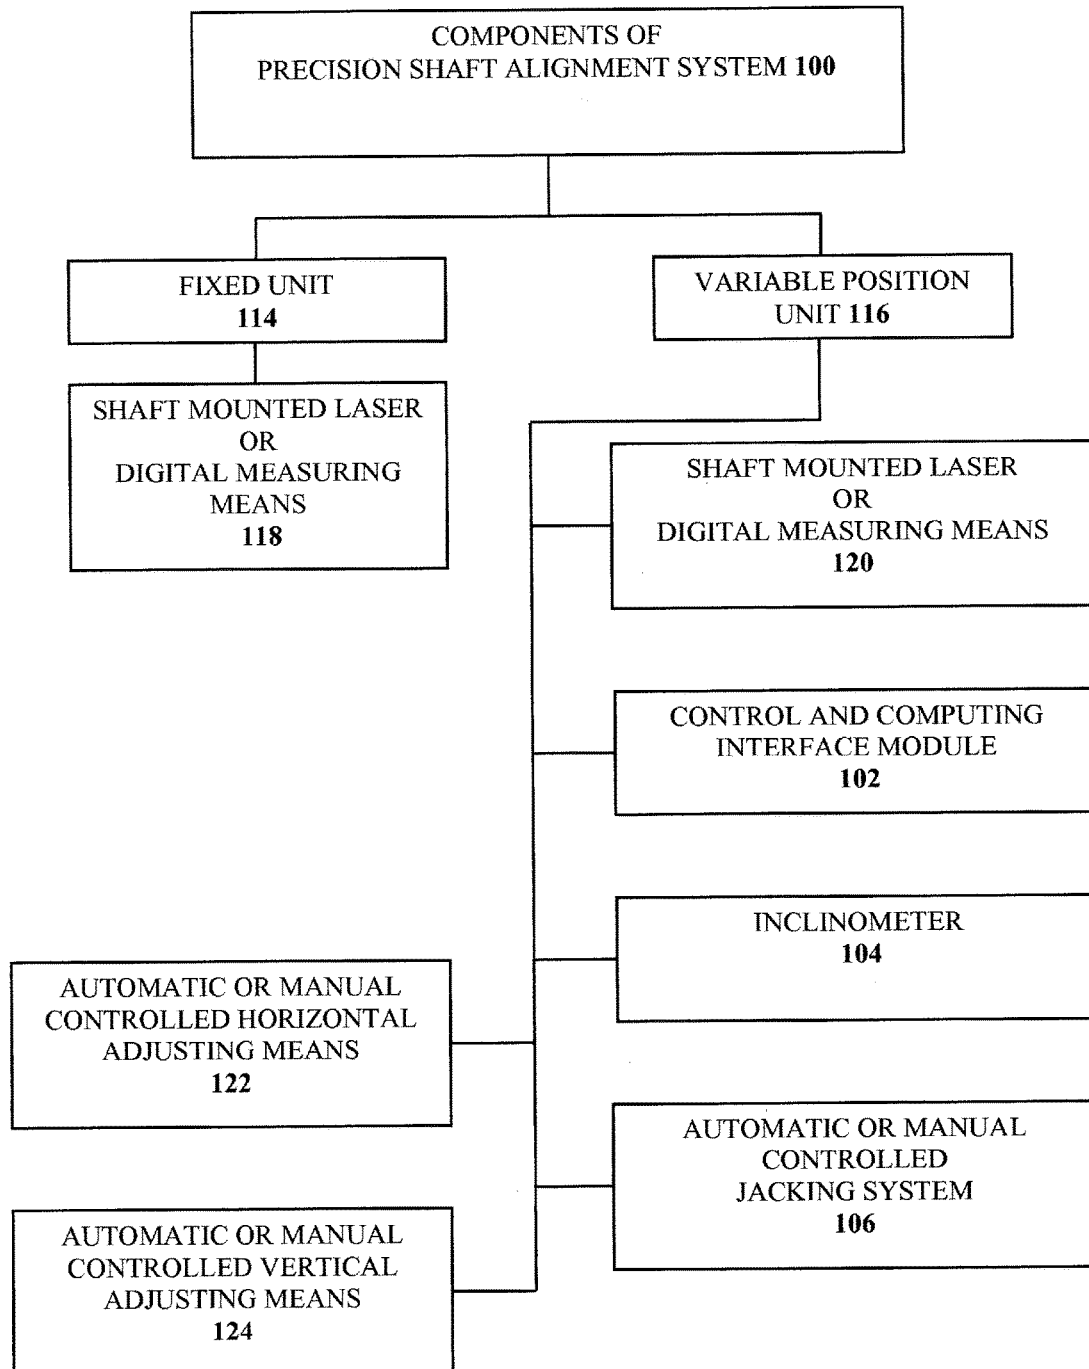 COMPONENTS OF
PRECISION SHAFT ALIGNMENT SYSTEM 100
FIXED UNIT
114
VARIABLE POSITION
UNIT 116
SHAFT MOUNTED LASER
OR
DIGITAL MEASURING
MEANS
118
SHAFT MOUNTED LASER
OR
DIGITAL MEASURING MEANS
120
CONTROL AND COMPUTING
INTERFACE MODULE
102
INCLINOMETER
104
AUTOMATIC OR MANUAL
CONTROLLED HORIZONTAL
ADJUSTING MEANS
122
AUTOMATIC OR MANUAL
CONTROLLED
JACKING SYSTEM
106
AUTOMATIC OR MANUAL
CONTROLLED VERTICAL
ADJUSTING MEANS
124